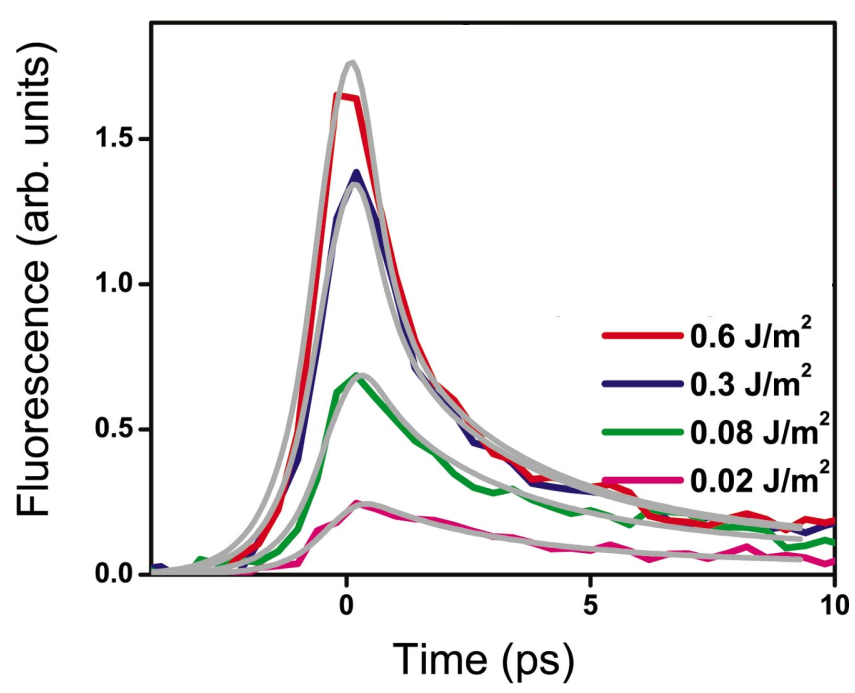 Fluorescence (arb. units)
1.5
1.0
0.5
0.0
0.6 J/m²
0.3 J/m²
0.08 J/m²
0.02 J/m²
0
5
10
Time (ps)